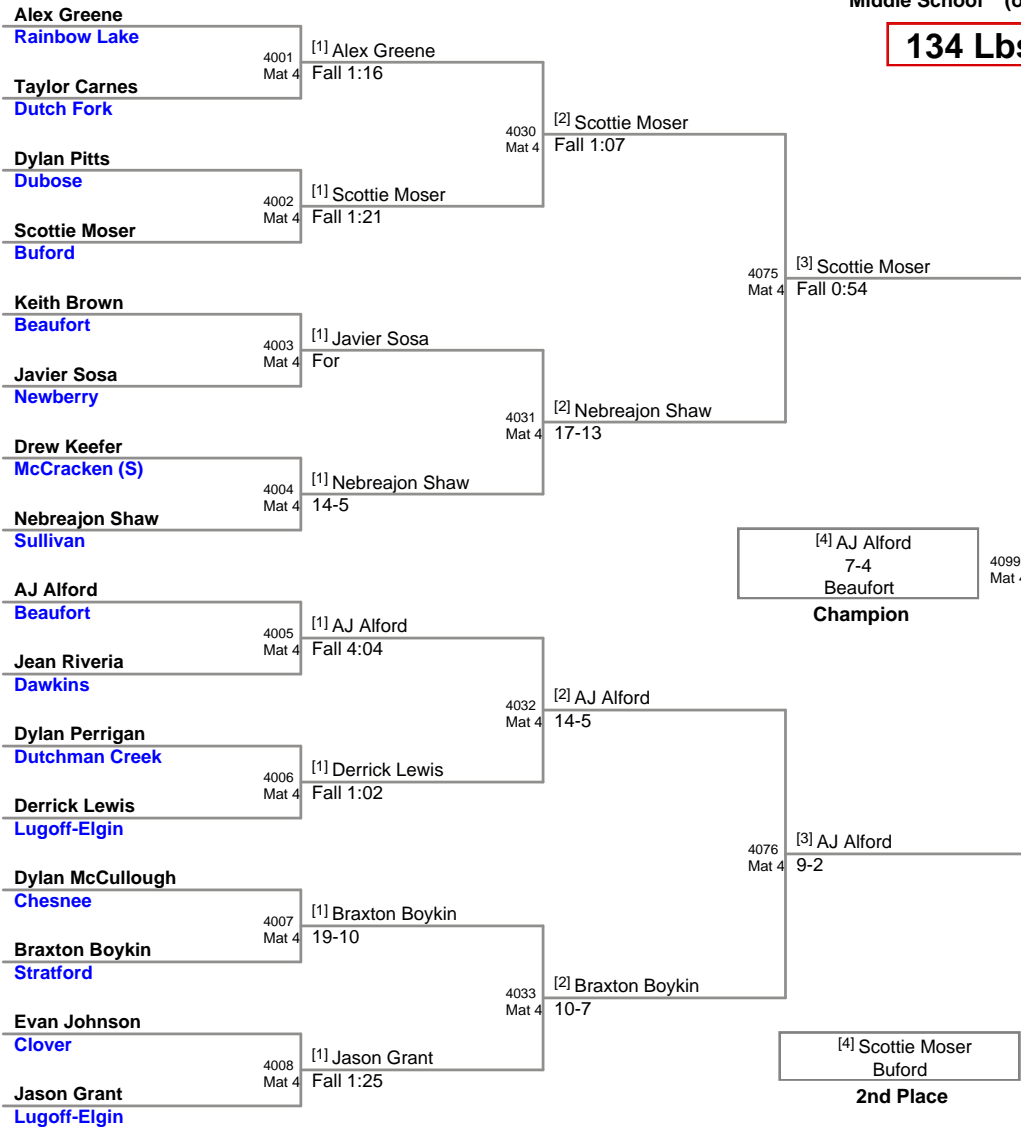 Middle School (o
134 Lbs
Alex Greene
Rainbow Lake
4001
Mat 4
[1] Alex Greene
Fall 1:16
Taylor Carnes
Dutch Fork
4030
Mat 4
[2] Scottie Moser
Fall 1:07
Dylan Pitts
Dubose
4002
Mat 4
[1] Scottie Moser
Fall 1:21
Scottie Moser
Buford
4075
Mat 4
[3] Scottie Moser
Fall 0:54
Keith Brown
Beaufort
4003
Mat 4
[1] Javier Sosa
For
Javier Sosa
Newberry
4031
Mat 4
[2] Nebreajon Shaw
17-13
Drew Keefer
McCracken (S)
4004
Mat 4
[1] Nebreajon Shaw
14-5
Nebreajon Shaw
Sullivan
[4] AJ Alford
7-4
Beaufort
Champion
4099
Mat 4
AJ Alford
Beaufort
4005
Mat 4
[1] AJ Alford
Fall 4:04
Jean Riveria
Dawkins
4032
Mat 4
[2] AJ Alford
14-5
Dylan Perrigan
Dutchman Creek
4006
Mat 4
[1] Derrick Lewis
Fall 1:02
Derrick Lewis
Lugoff-Elgin
4076
Mat 4
[3] AJ Alford
9-2
Dylan McCullough
Chesnee
4007
Mat 4
[1] Braxton Boykin
19-10
Braxton Boykin
Stratford
4033
Mat 4
[2] Braxton Boykin
10-7
Evan Johnson
Clover
4008
Mat 4
[1] Jason Grant
Fall 1:25
Jason Grant
Lugoff-Elgin
[4] Scottie Moser
Buford
2nd Place